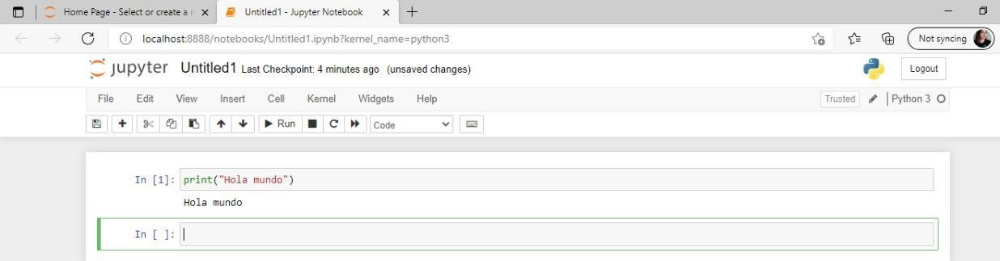 Home Page - Select or create a n
Untitled1 - Jupyter Notebook
localhost:8888/notebooks/Untitled1.ipynb?kernel_name=python3
Not syncing
jupyter Untitled1 Last Checkpoint: 4 minutes ago (unsaved changes)
Logout
File Edit View Insert Cell Kernel Widgets Help
Trusted
Python 3
Run
Code
In [1]: print("Hola mundo")
Hola mundo
In [ ]: